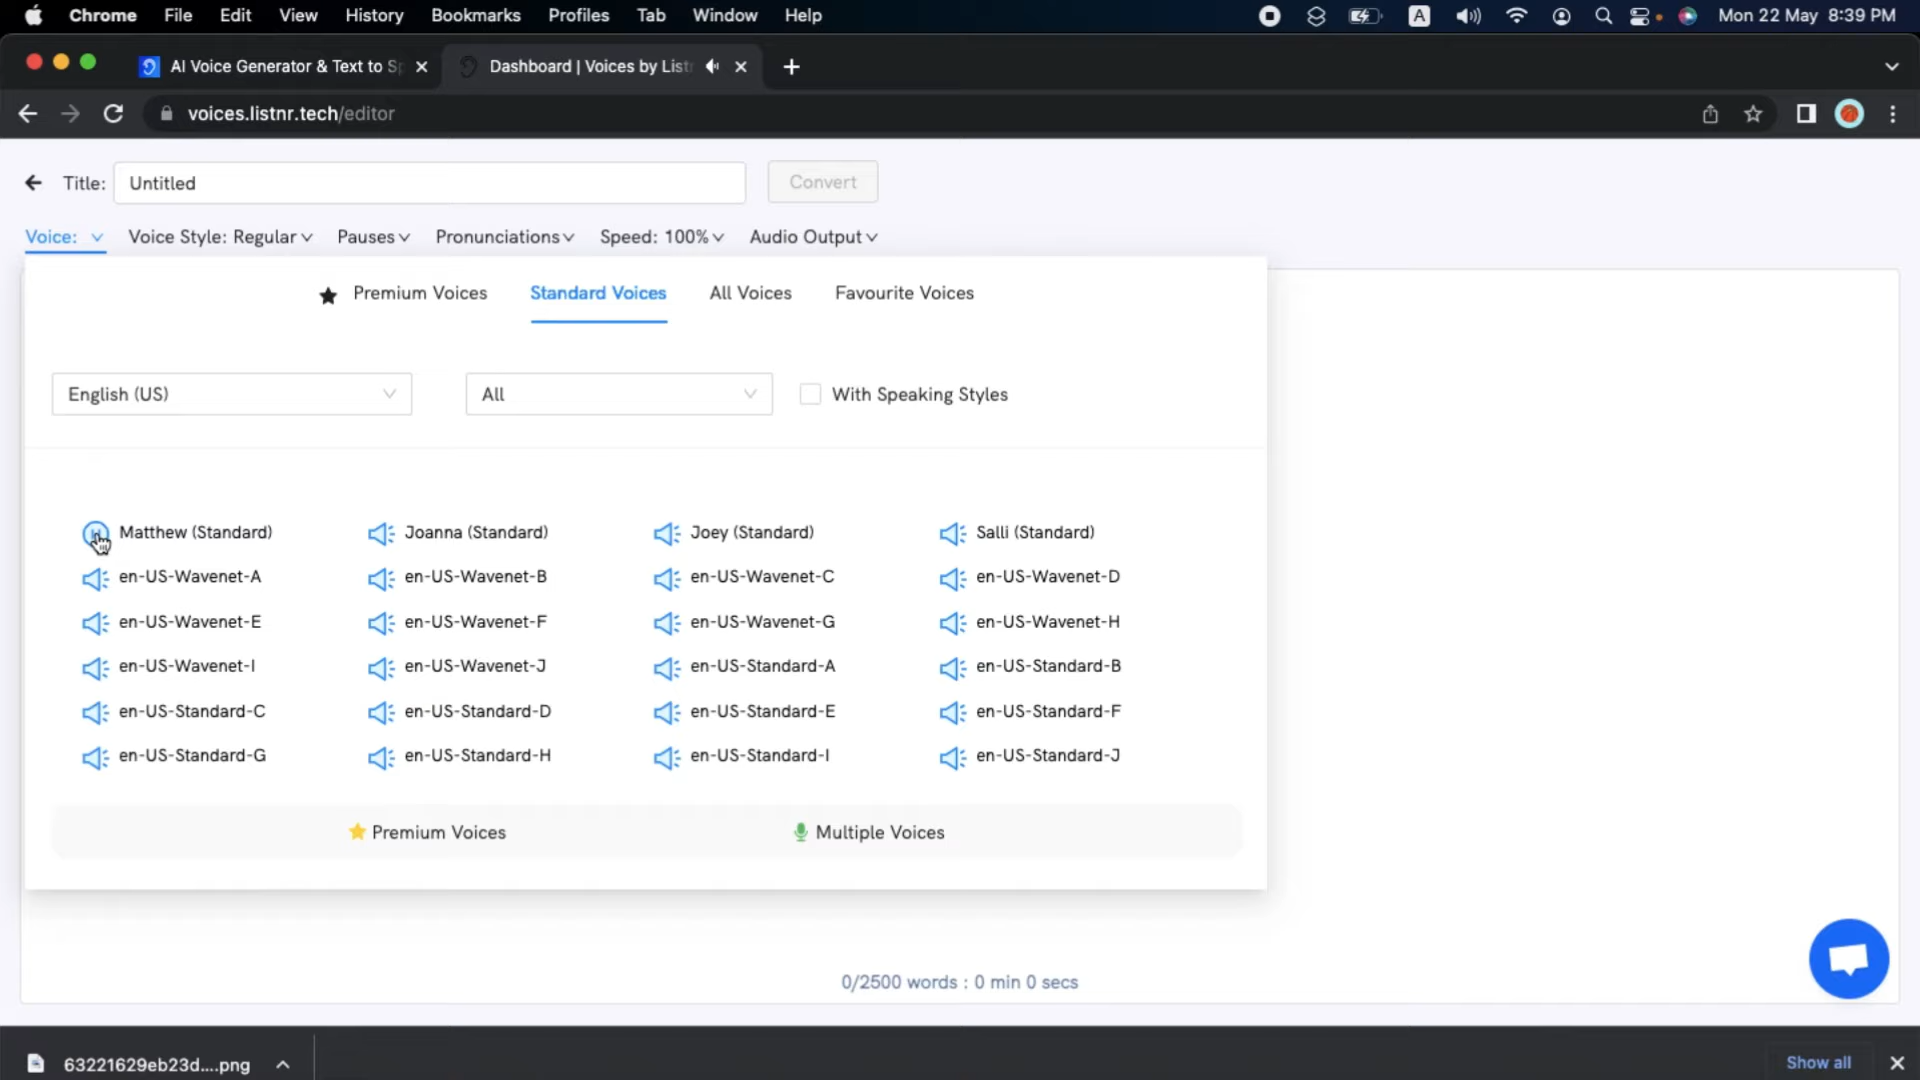 Chrome File Edit View History Bookmarks Profiles Tab Window Help A Mon 22 May 8:39 PM
AI Voice Generator & Text to Sp Dashboard | Voices by Listn
voices.listnr.tech/editor
Title: Untitled Convert
Voice: Voice Style: Regular Pauses Pronunciations Speed: 100% Audio Output
Premium Voices Standard Voices All Voices Favourite Voices
English (US) All With Speaking Styles
Matthew (Standard) Joanna (Standard) Joey (Standard) Salli (Standard)
en-US-Wavenet-A en-US-Wavenet-B en-US-Wavenet-C en-US-Wavenet-D
en-US-Wavenet-E en-US-Wavenet-F en-US-Wavenet-G en-US-Wavenet-H
en-US-Wavenet-I en-US-Wavenet-J en-US-Standard-A en-US-Standard-B
en-US-Standard-C en-US-Standard-D en-US-Standard-E en-US-Standard-F
en-US-Standard-G en-US-Standard-H en-US-Standard-I en-US-Standard-J
Premium Voices Multiple Voices
0/2500 words : 0 min 0 secs
63221629eb23d....png Show all